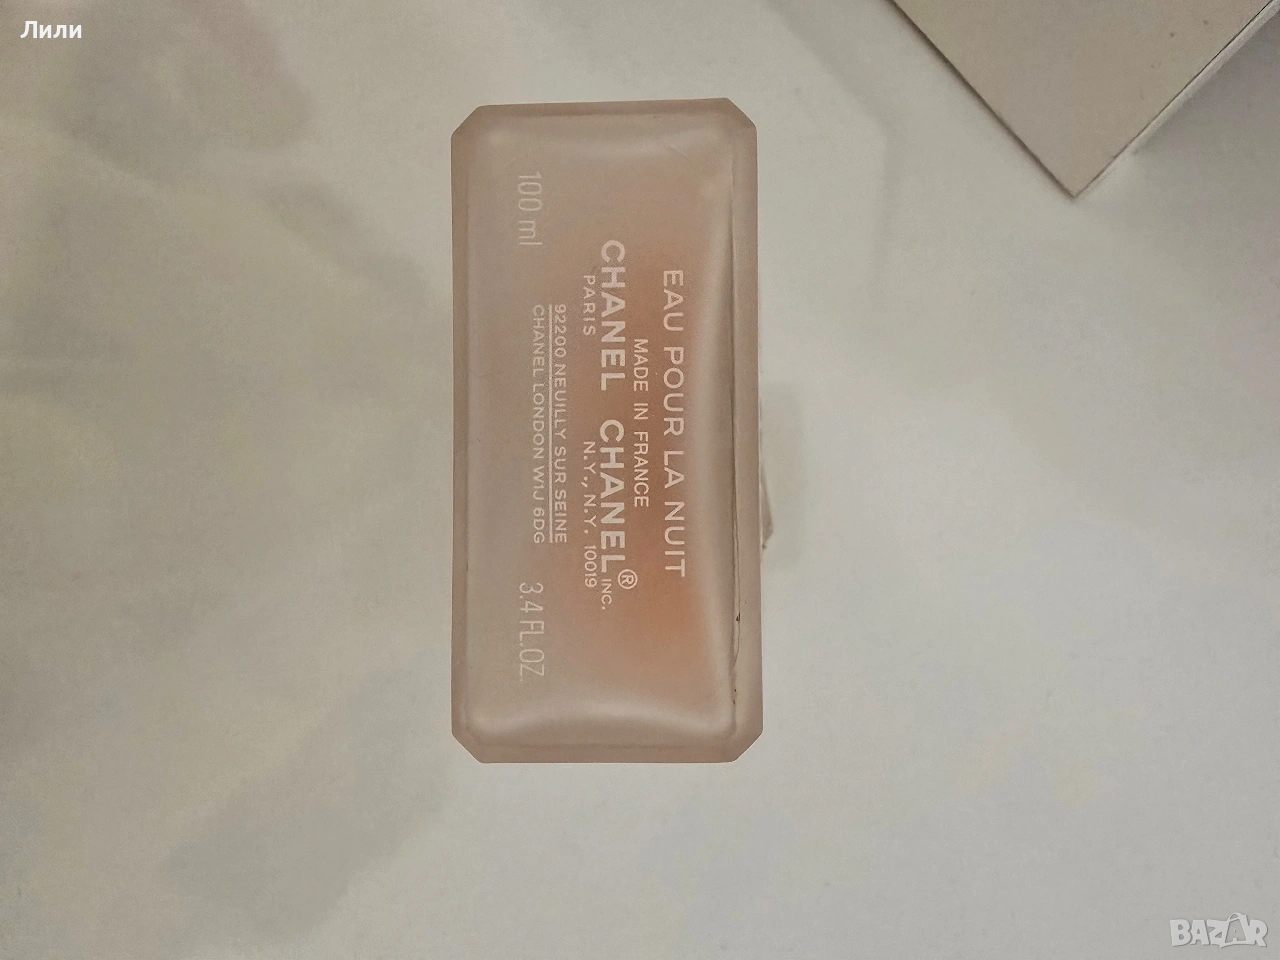 Лили
EAU POUR LA NUIT
MADE IN FRANCE
CHANEL CHANEL® INC.
PARIS N.Y., N.Y. 10019
92200 NEUILLY SUR SEINE
CHANEL LONDON W1J 6DG
100 ml 3.4 FL.OZ.
BAZAR